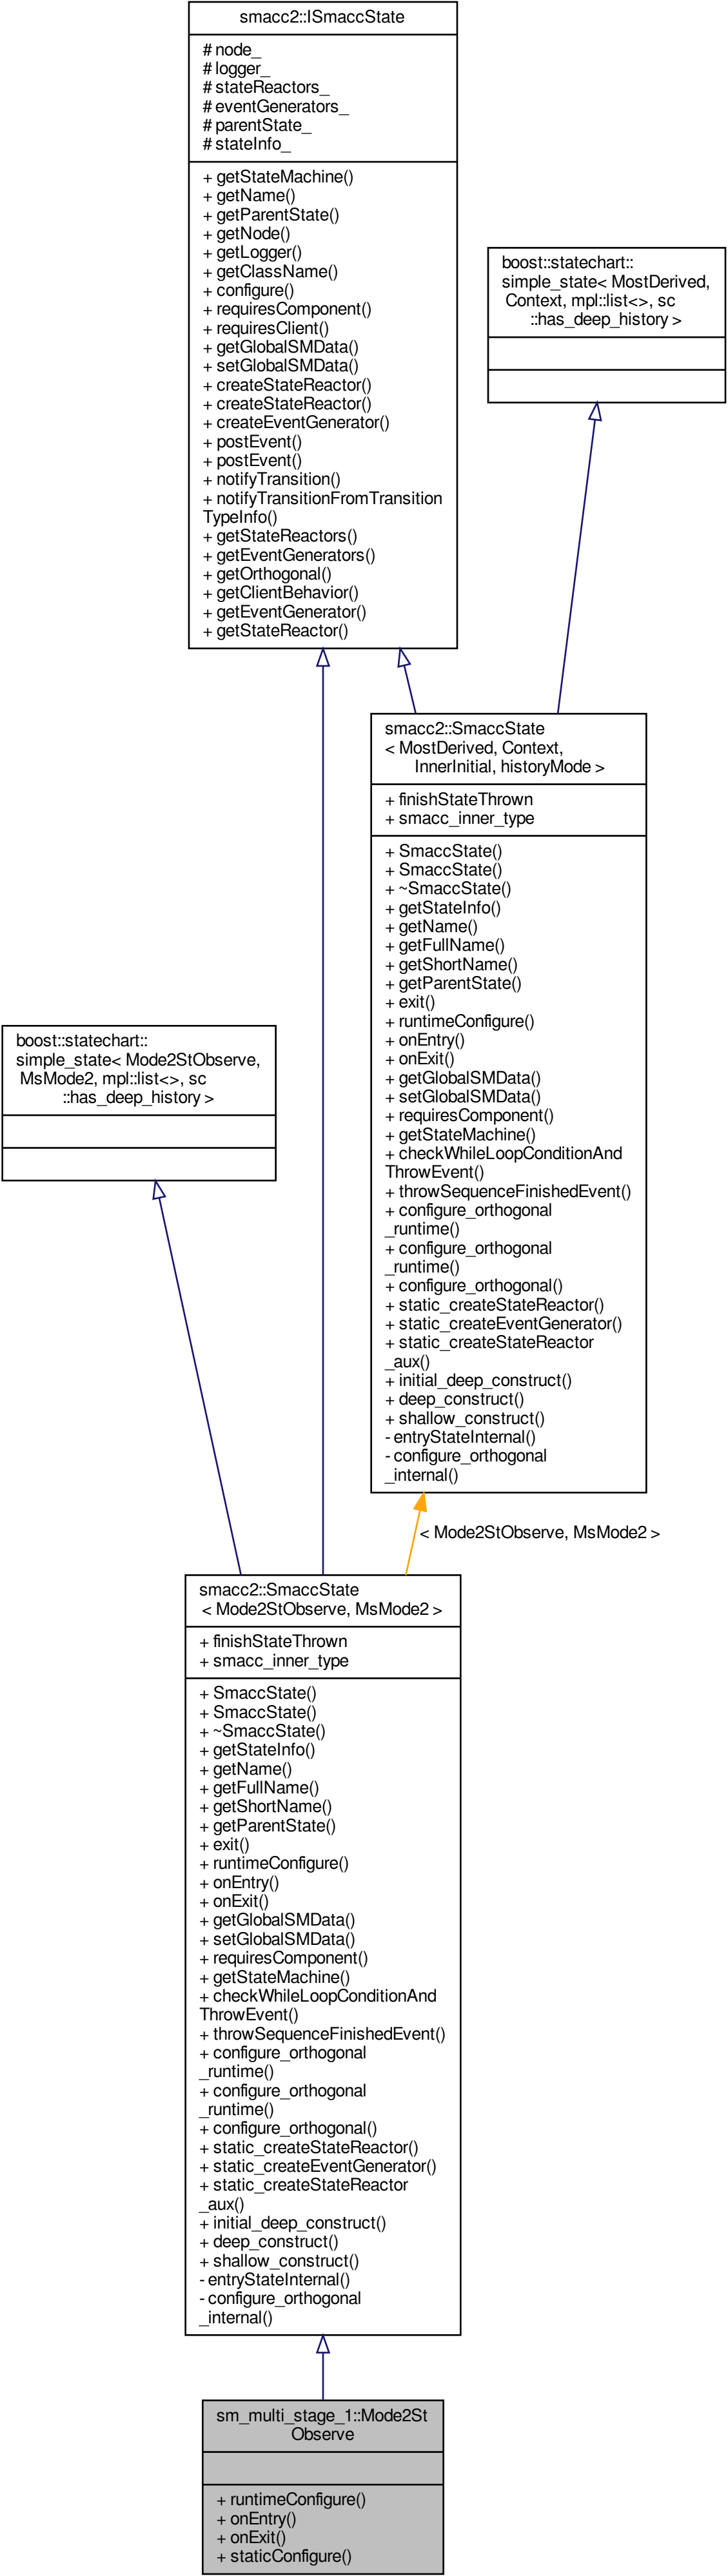 smacc2::ISmaccState
# node_
# logger_
# stateReactors_
# eventGenerators_
# parentState_
# stateInfo_
+ getStateMachine()
+ getName()
+ getParentState()
+ getNode()
+ getLogger()
+ getClassName()
+ configure()
+ requiresComponent()
+ requiresClient()
+ getGlobalSMData()
+ setGlobalSMData()
+ createStateReactor()
+ createStateReactor()
+ createEventGenerator()
+ postEvent()
+ postEvent()
+ notifyTransition()
+ notifyTransitionFromTransition
TypeInfo()
+ getStateReactors()
+ getEventGenerators()
+ getOrthogonal()
+ getClientBehavior()
+ getEventGenerator()
+ getStateReactor()
boost::statechart::
simple_state< MostDerived,
Context, mpl::list<>, sc
::has_deep_history >
smacc2::SmaccState
< MostDerived, Context,
InnerInitial, historyMode >
+ finishStateThrown
+ smacc_inner_type
+ SmaccState()
+ SmaccState()
+ ~SmaccState()
+ getStateInfo()
+ getName()
+ getFullName()
+ getShortName()
+ getParentState()
+ exit()
+ runtimeConfigure()
+ onEntry()
+ onExit()
+ getGlobalSMData()
+ setGlobalSMData()
+ requiresComponent()
+ getStateMachine()
+ checkWhileLoopConditionAnd
ThrowEvent()
+ throwSequenceFinishedEvent()
+ configure_orthogonal
_runtime()
+ configure_orthogonal
_runtime()
+ configure_orthogonal()
+ static_createStateReactor()
+ static_createEventGenerator()
+ static_createStateReactor
_aux()
+ initial_deep_construct()
+ deep_construct()
+ shallow_construct()
- entryStateInternal()
- configure_orthogonal
_internal()
boost::statechart::
simple_state< Mode2StObserve,
MsMode2, mpl::list<>, sc
::has_deep_history >
< Mode2StObserve, MsMode2 >
smacc2::SmaccState
< Mode2StObserve, MsMode2 >
+ finishStateThrown
+ smacc_inner_type
+ SmaccState()
+ SmaccState()
+ ~SmaccState()
+ getStateInfo()
+ getName()
+ getFullName()
+ getShortName()
+ getParentState()
+ exit()
+ runtimeConfigure()
+ onEntry()
+ onExit()
+ getGlobalSMData()
+ setGlobalSMData()
+ requiresComponent()
+ getStateMachine()
+ checkWhileLoopConditionAnd
ThrowEvent()
+ throwSequenceFinishedEvent()
+ configure_orthogonal
_runtime()
+ configure_orthogonal
_runtime()
+ configure_orthogonal()
+ static_createStateReactor()
+ static_createEventGenerator()
+ static_createStateReactor
_aux()
+ initial_deep_construct()
+ deep_construct()
+ shallow_construct()
- entryStateInternal()
- configure_orthogonal
_internal()
sm_multi_stage_1::Mode2St
Observe
+ runtimeConfigure()
+ onEntry()
+ onExit()
+ staticConfigure()